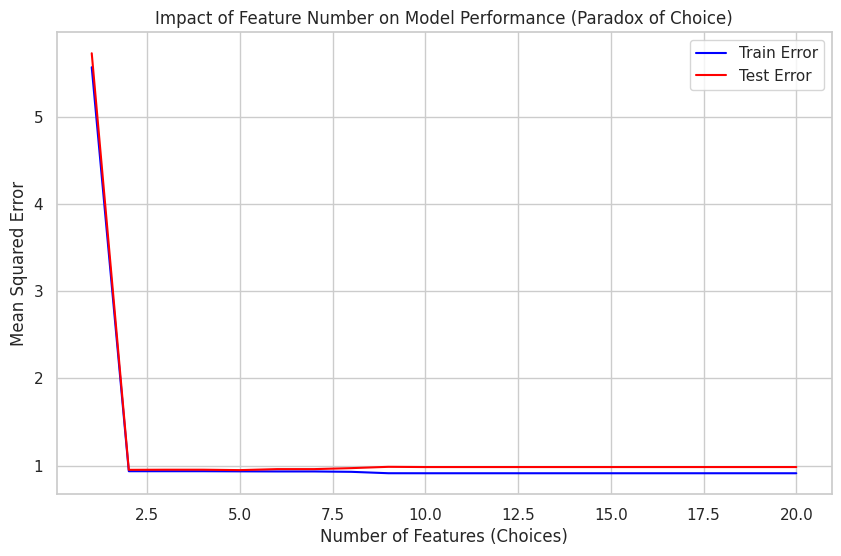 Impact of Feature Number on Model Performance (Paradox of Choice)
Train Error
Test Error
Mean Squared Error
5
4
3
2
1
2.5 5.0 7.5 10.0 12.5 15.0 17.5 20.0
Number of Features (Choices)